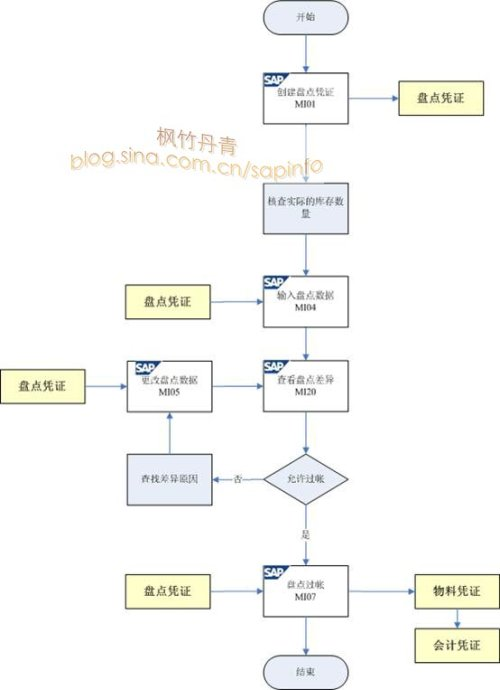 开始
SAP
创建盘点凭证
MI01
盘点凭证
枫竹丹青
blog.sina.com.cn/sapinfo
核查实际的库存数
量
盘点凭证
SAP
输入盘点数据
MI04
盘点凭证
SAP
更改盘点数据
MI05
SAP
查看盘点差异
MI20
查找差异原因
否
允许过帐
是
盘点凭证
SAP
盘点过帐
MI07
物料凭证
会计凭证
结束